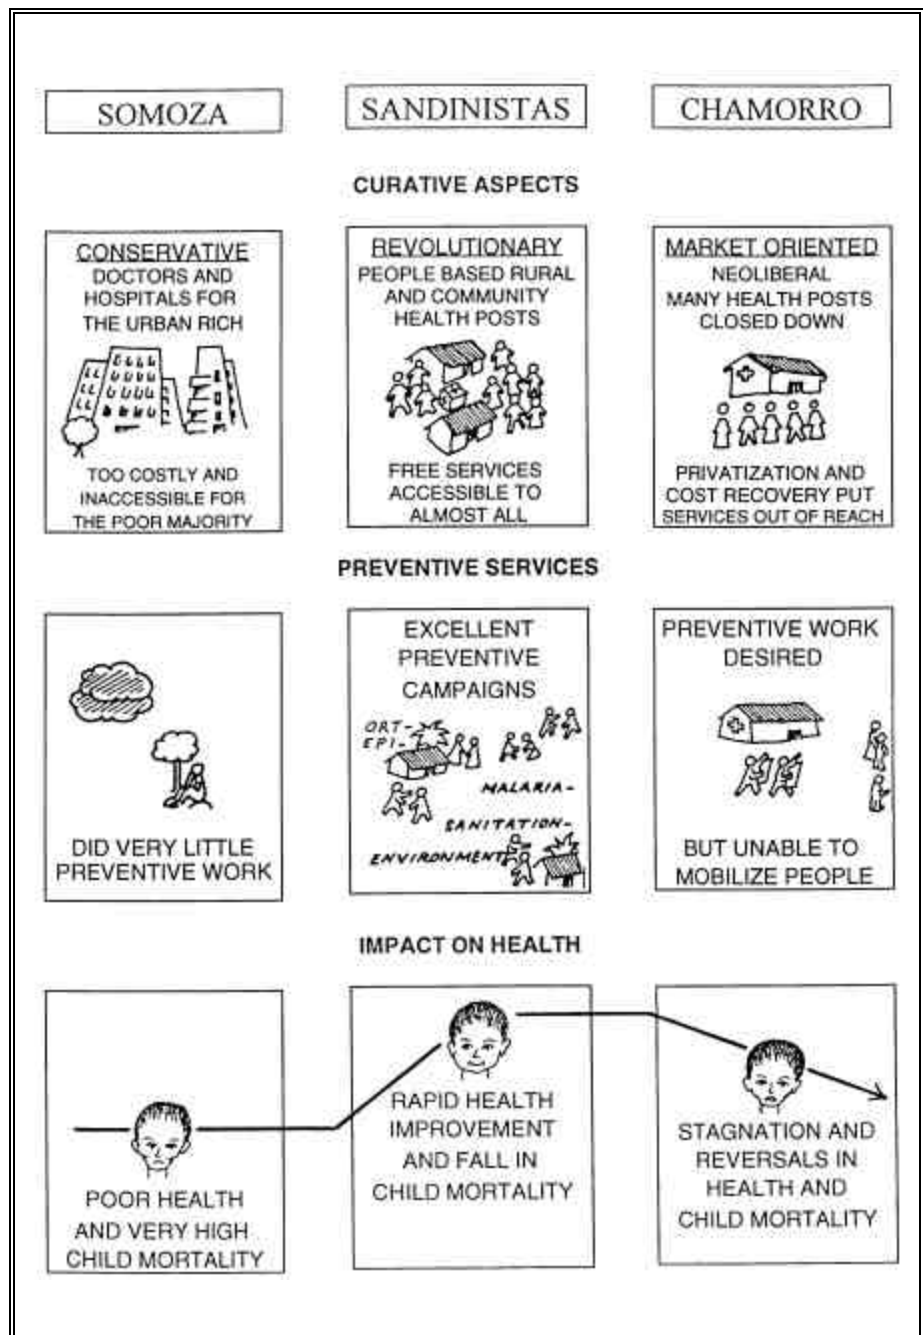 SOMOZA
SANDINISTAS
CHAMORRO
CURATIVE ASPECTS
CONSERVATIVE
DOCTORS AND
HOSPITALS FOR
THE URBAN RICH
TOO COSTLY AND
INACCESSIBLE FOR
THE POOR MAJORITY
REVOLUTIONARY
PEOPLE BASED RURAL
AND COMMUNITY
HEALTH POSTS
FREE SERVICES
ACCESSIBLE TO
ALMOST ALL
MARKET ORIENTED
NEOLIBERAL
MANY HEALTH POSTS
CLOSED DOWN
PRIVATIZATION AND
COST RECOVERY PUT
SERVICES OUT OF REACH
PREVENTIVE SERVICES
DID VERY LITTLE
PREVENTIVE WORK
EXCELLENT
PREVENTIVE
CAMPAIGNS
ORT-
EPI-
MALARIA-
SANITATION-
ENVIRONMENT
PREVENTIVE WORK
DESIRED
BUT UNABLE TO
MOBILIZE PEOPLE
IMPACT ON HEALTH
POOR HEALTH
AND VERY HIGH
CHILD MORTALITY
RAPID HEALTH
IMPROVEMENT
AND FALL IN
CHILD MORTALITY
STAGNATION AND
REVERSALS IN
HEALTH AND
CHILD MORTALITY